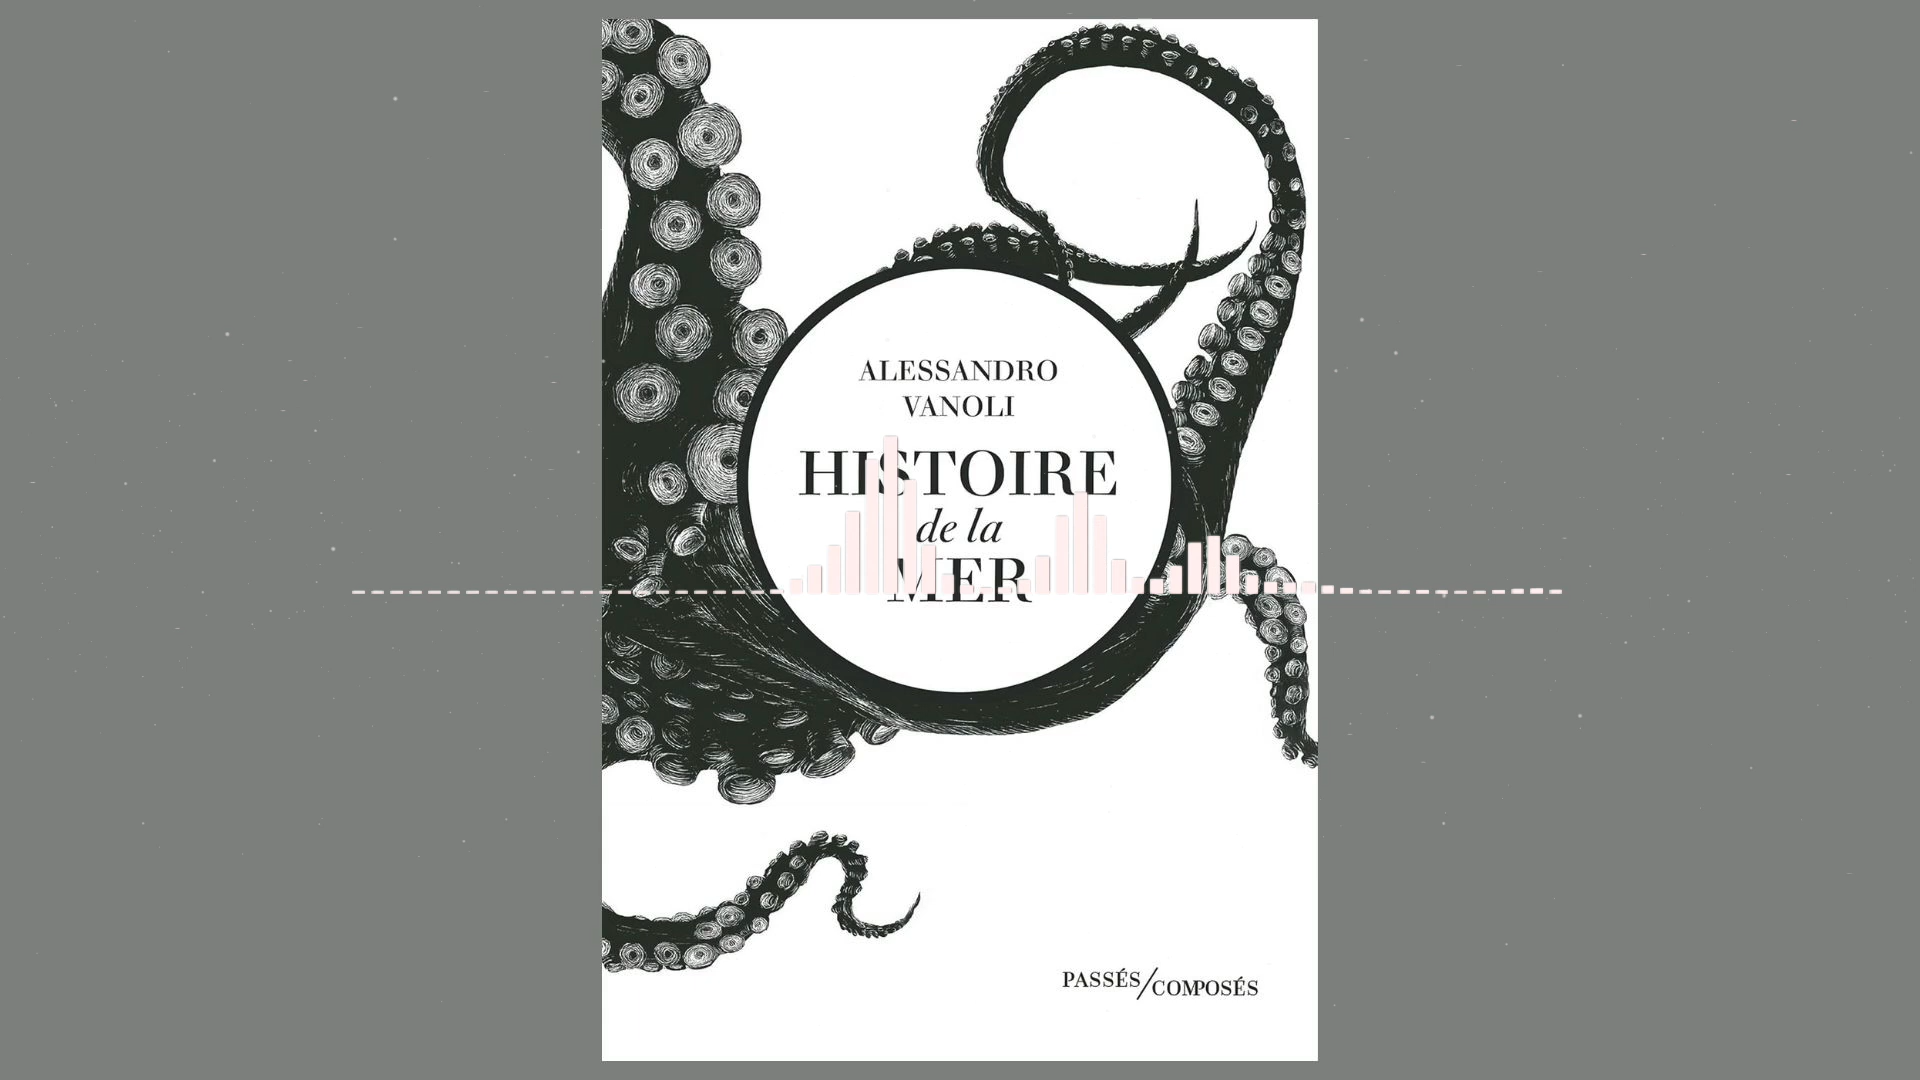 ALESSANDRO
VANOLI
HISTOIRE
de la
MER
PASSÉS/COMPOSÉS